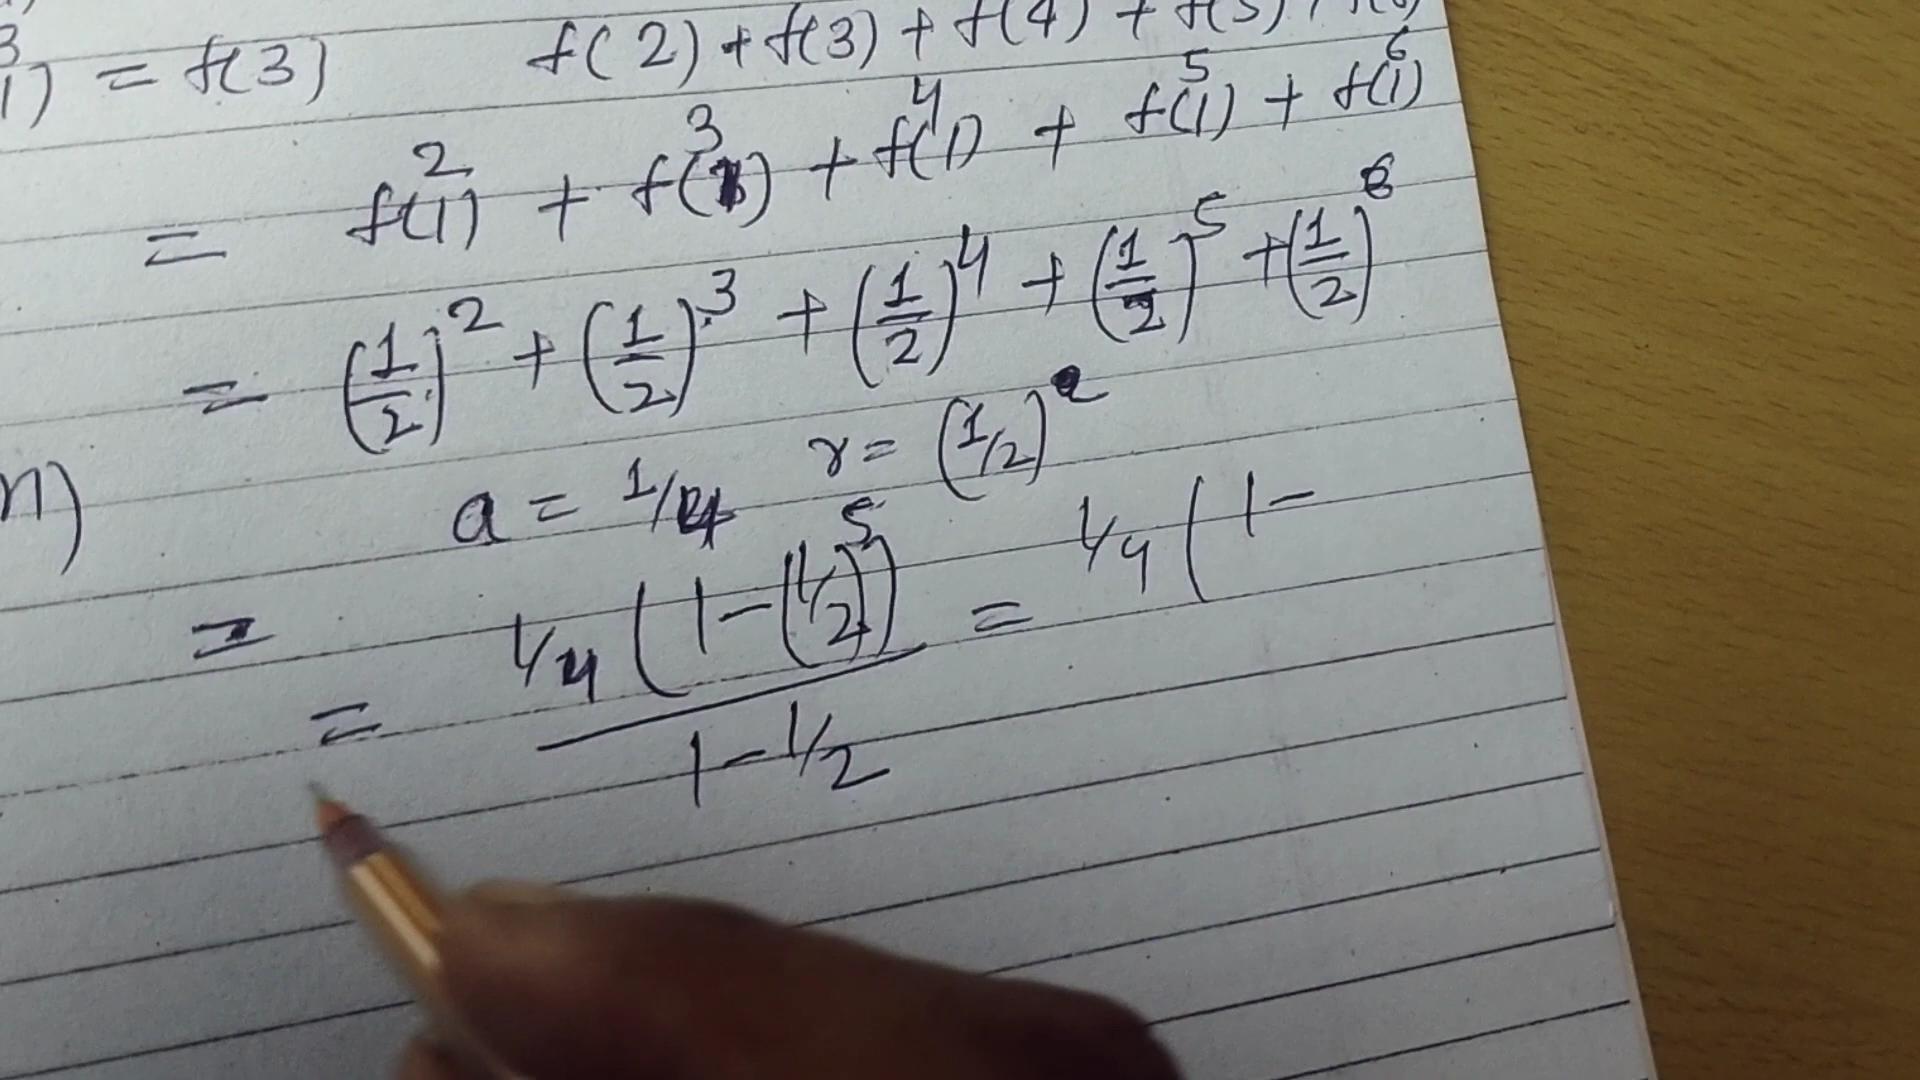 1) = f(3)
3
f(2) + f(3) + f(4) + f(5) + f(6)
= f(1)^2 + f(1)^3 + f(1)^4 + f(1)^5 + f(1)^6
= (1/2)^2 + (1/2)^3 + (1/2)^4 + (1/2)^5 + (1/2)^6
n)
a = 1/4 r = (1/2)
=
= 1/4 (1 - (1/2)^5) / 1 - 1/2 = 1/4 ( 1 -